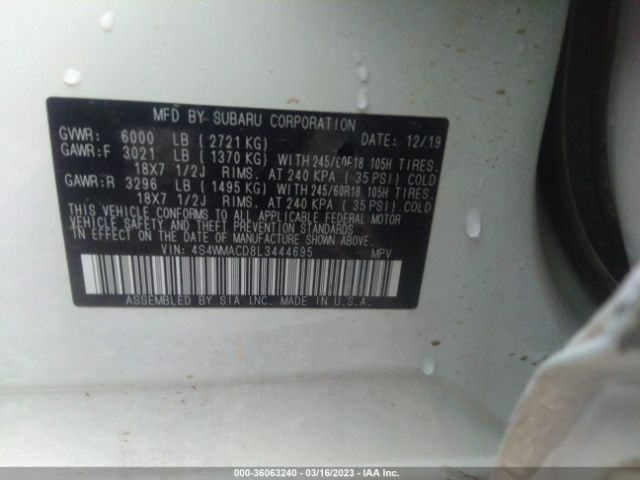 MFD BY SUBARU CORPORATION
GVWR: 6000 LB ( 2721 KG) DATE: 12/19
GAWR:F 3021 LB ( 1370 KG) WITH 245/60R18 105H TIRES.
18X7 1/2J RIMS. AT 240 KPA ( 35 PSI) COLD
GAWR:R 3296 LB ( 1495 KG) WITH 245/60R18 105H TIRES.
18X7 1/2J RIMS. AT 240 KPA ( 35 PSI) COLD
THIS VEHICLE CONFORMS TO ALL APPLICABLE FEDERAL MOTOR
VEHICLE SAFETY AND THEFT PREVENTION STANDARDS
IN EFFECT ON THE DATE OF MANUFACTURE SHOWN ABOVE.
VIN: 4S4WMACD8L3444695 MPV
ASSEMBLED BY SIA INC. MADE IN U.S.A.
000-36063240 - 03/16/2023 - IAA Inc.